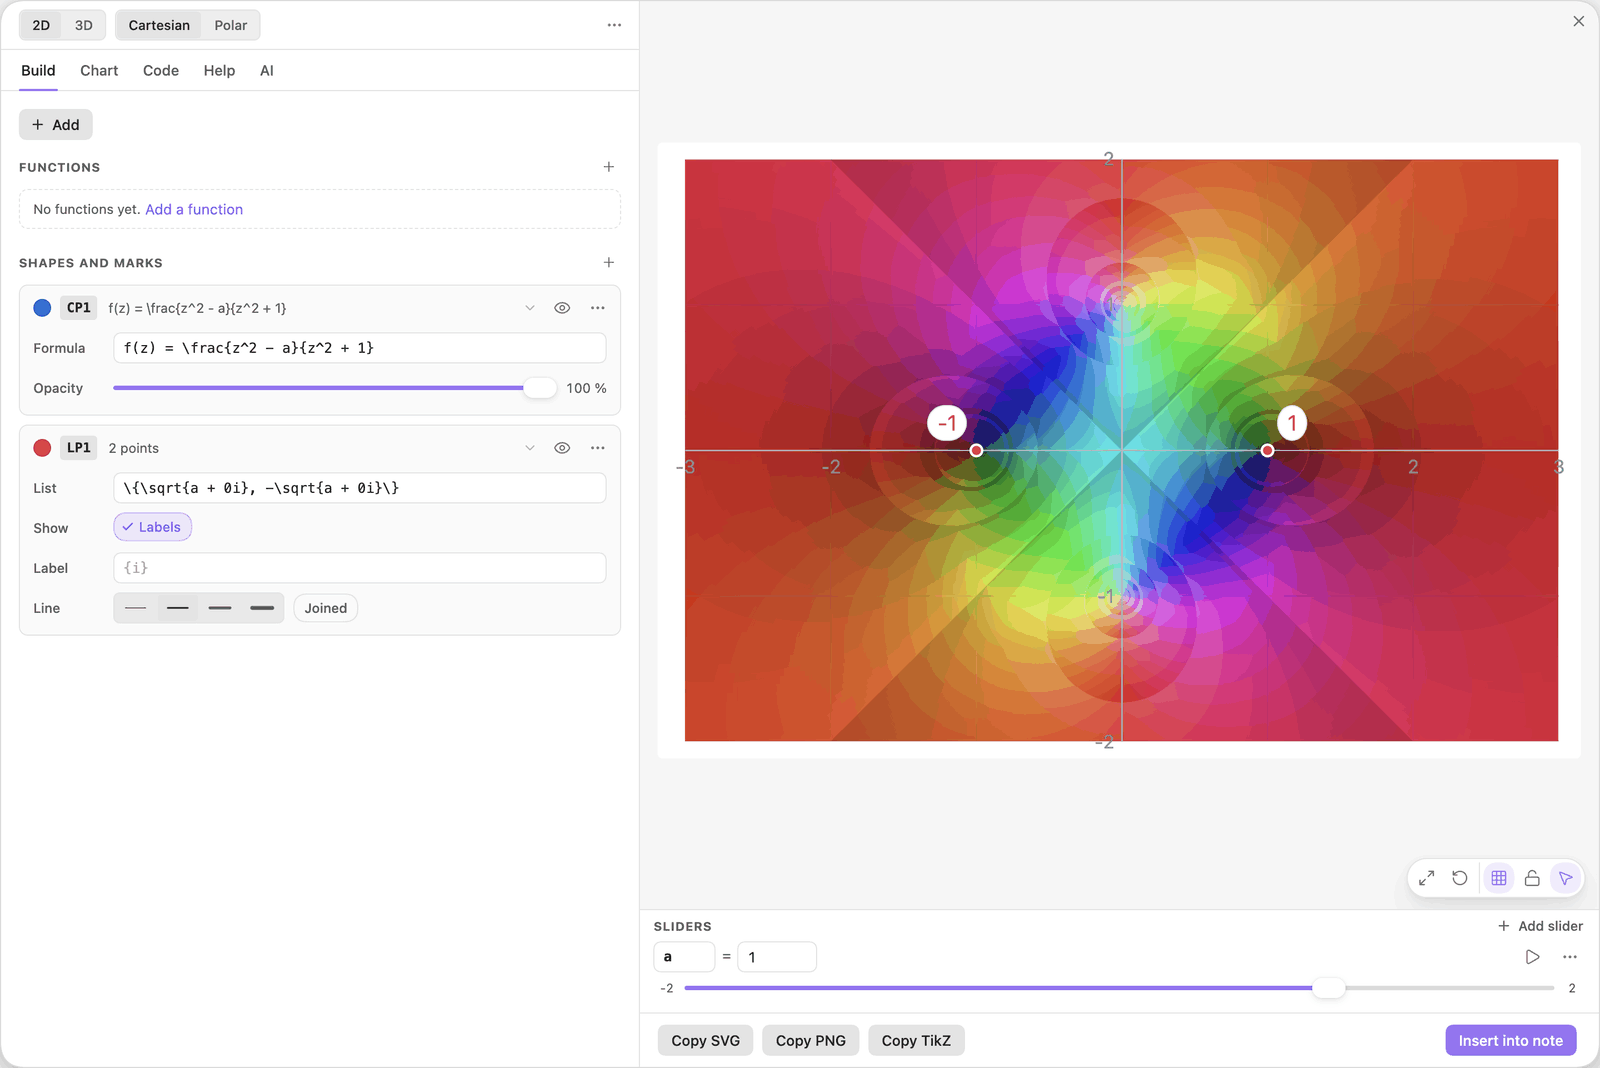 2D 3D Cartesian Polar ...
Build Chart Code Help AI
+ Add
FUNCTIONS +
No functions yet. Add a function
SHAPES AND MARKS +
CP1 f(z) = \frac{z^2 - a}{z^2 + 1}
Formula f(z) = \frac{z^2 − a}{z^2 + 1}
Opacity 100 %
LP1 2 points
List \{\sqrt{a + 0i}, −\sqrt{a + 0i}\}
Show Labels
Label {i}
Line Joined
2
-1 1
-3 -2 2 3
-1
-2
SLIDERS + Add slider
a = 1
-2 2
Copy SVG Copy PNG Copy TikZ Insert into note